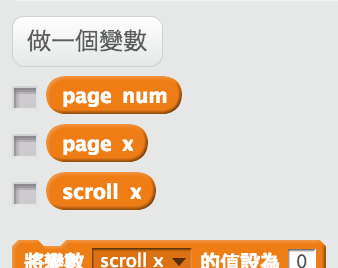 做一個變數
page num
page x
scroll x
將變數 scroll x 的值設為 0